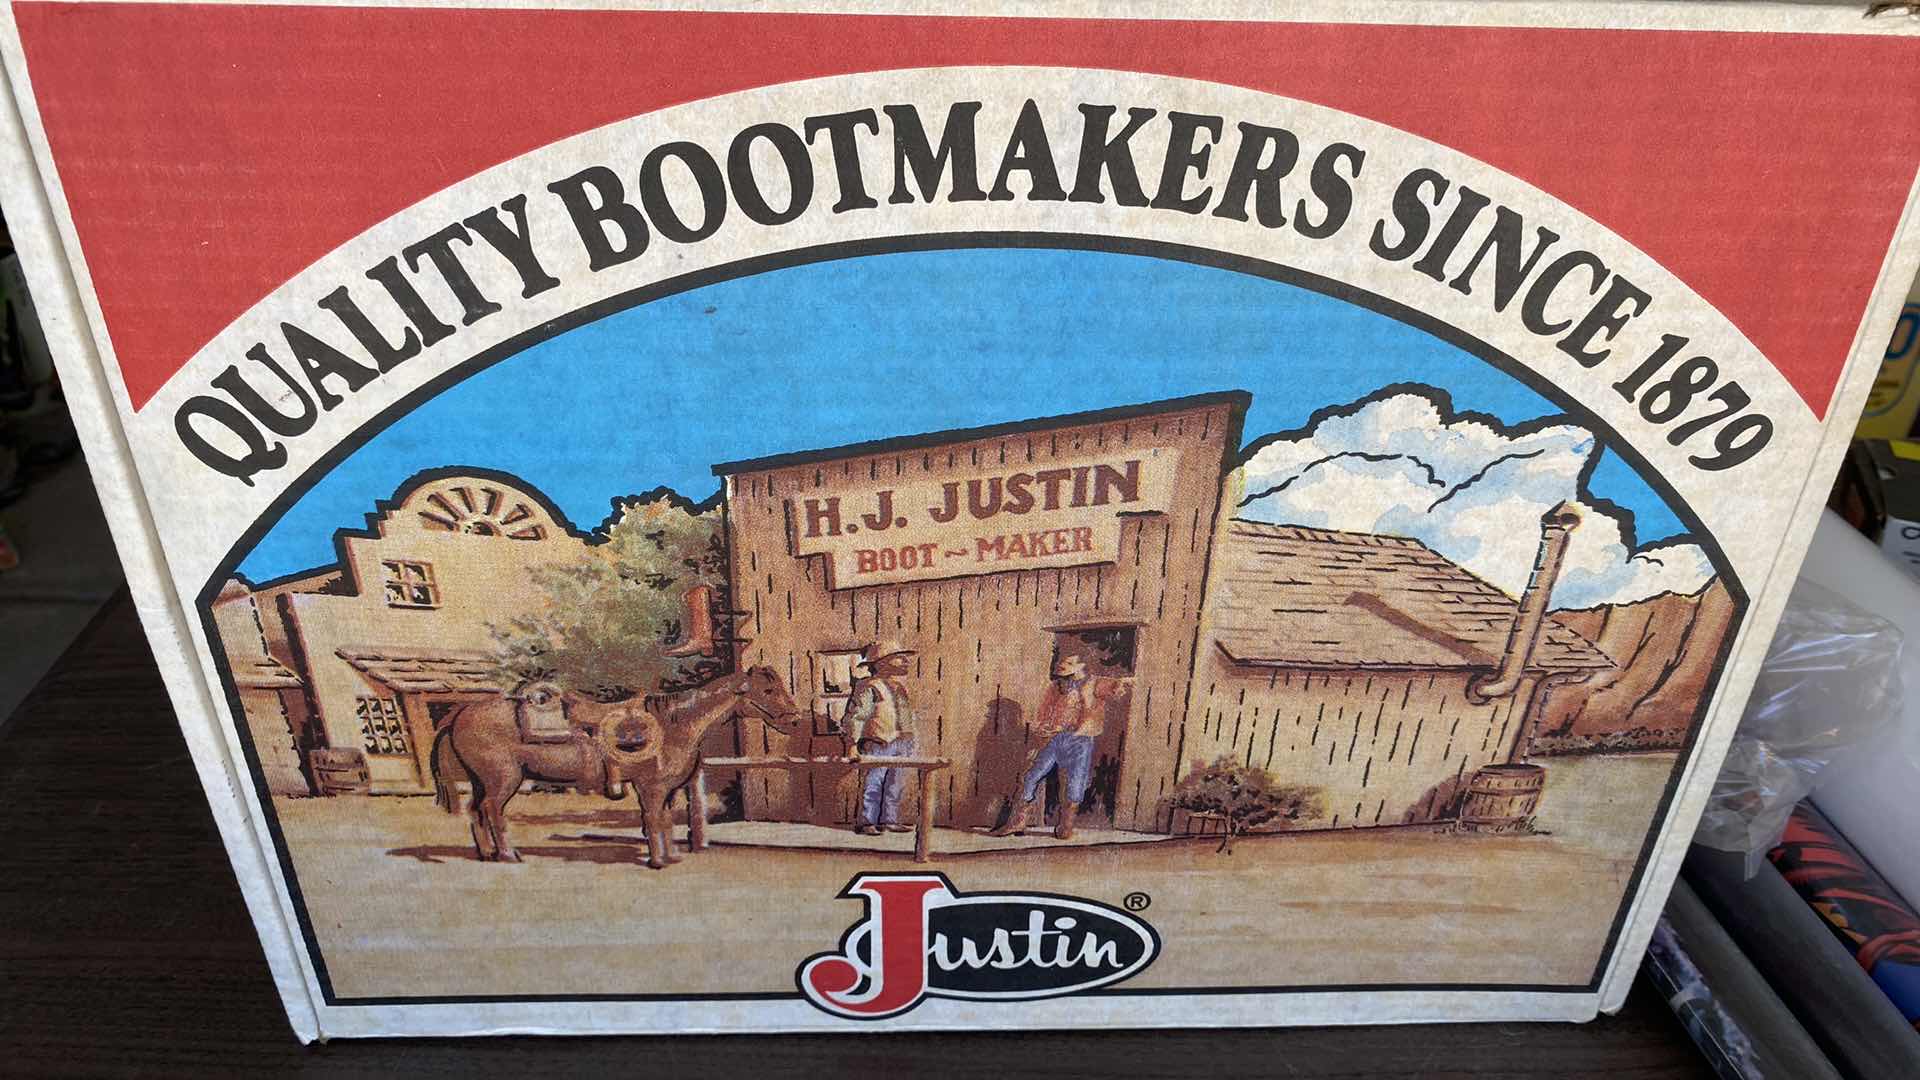 QUALITY BOOTMAKERS SINCE 1879
H.J. JUSTIN
BOOT~MAKER
Justin®